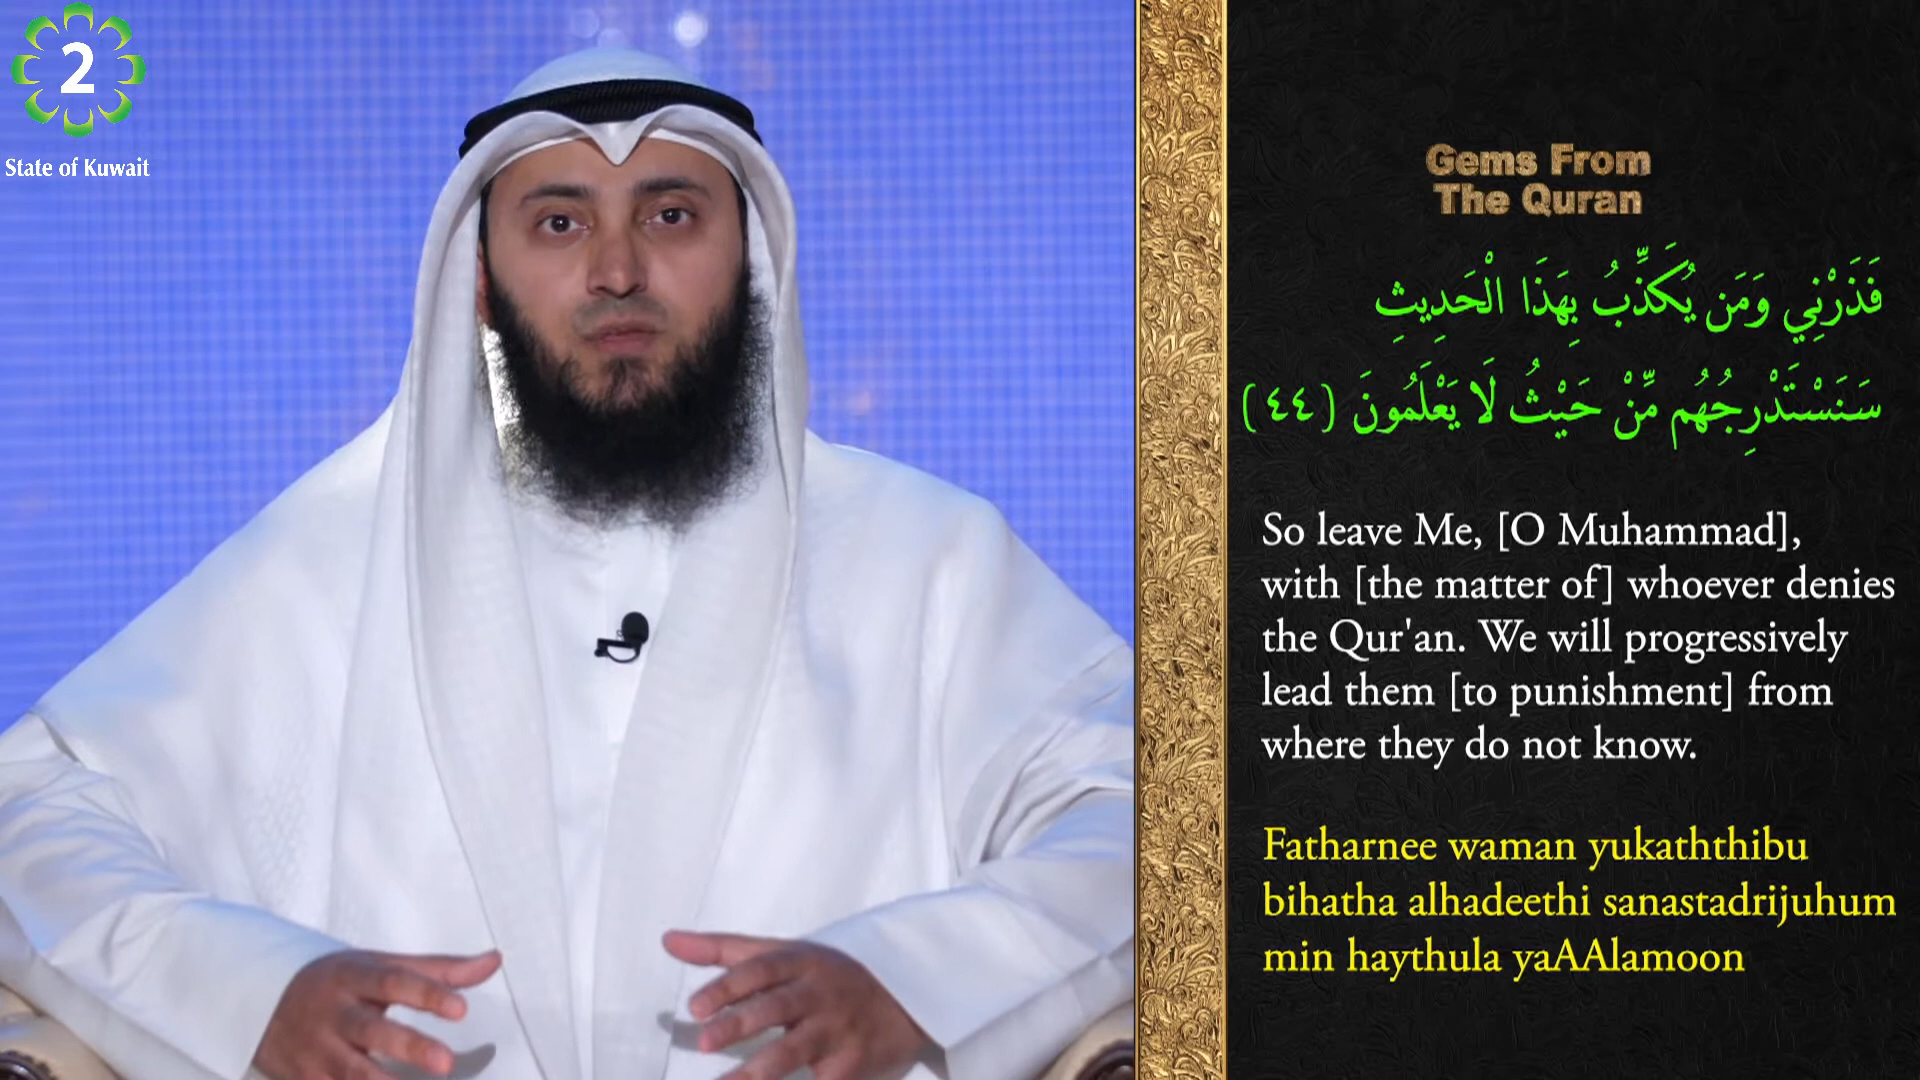 2
State of Kuwait
Gems From
The Quran
فَذَرْنِي وَمَن يُكَذِّبُ بِهَذَا الْحَدِيثِ
سَنَسْتَدْرِجُهُم مِّنْ حَيْثُ لَا يَعْلَمُونَ (٤٤)
So leave Me, [O Muhammad],
with [the matter of] whoever denies
the Qur'an. We will progressively
lead them [to punishment] from
where they do not know.
Fatharnee waman yukaththibu
bihatha alhadeethi sanastadrijuhum
min haythula yaAAlamoon